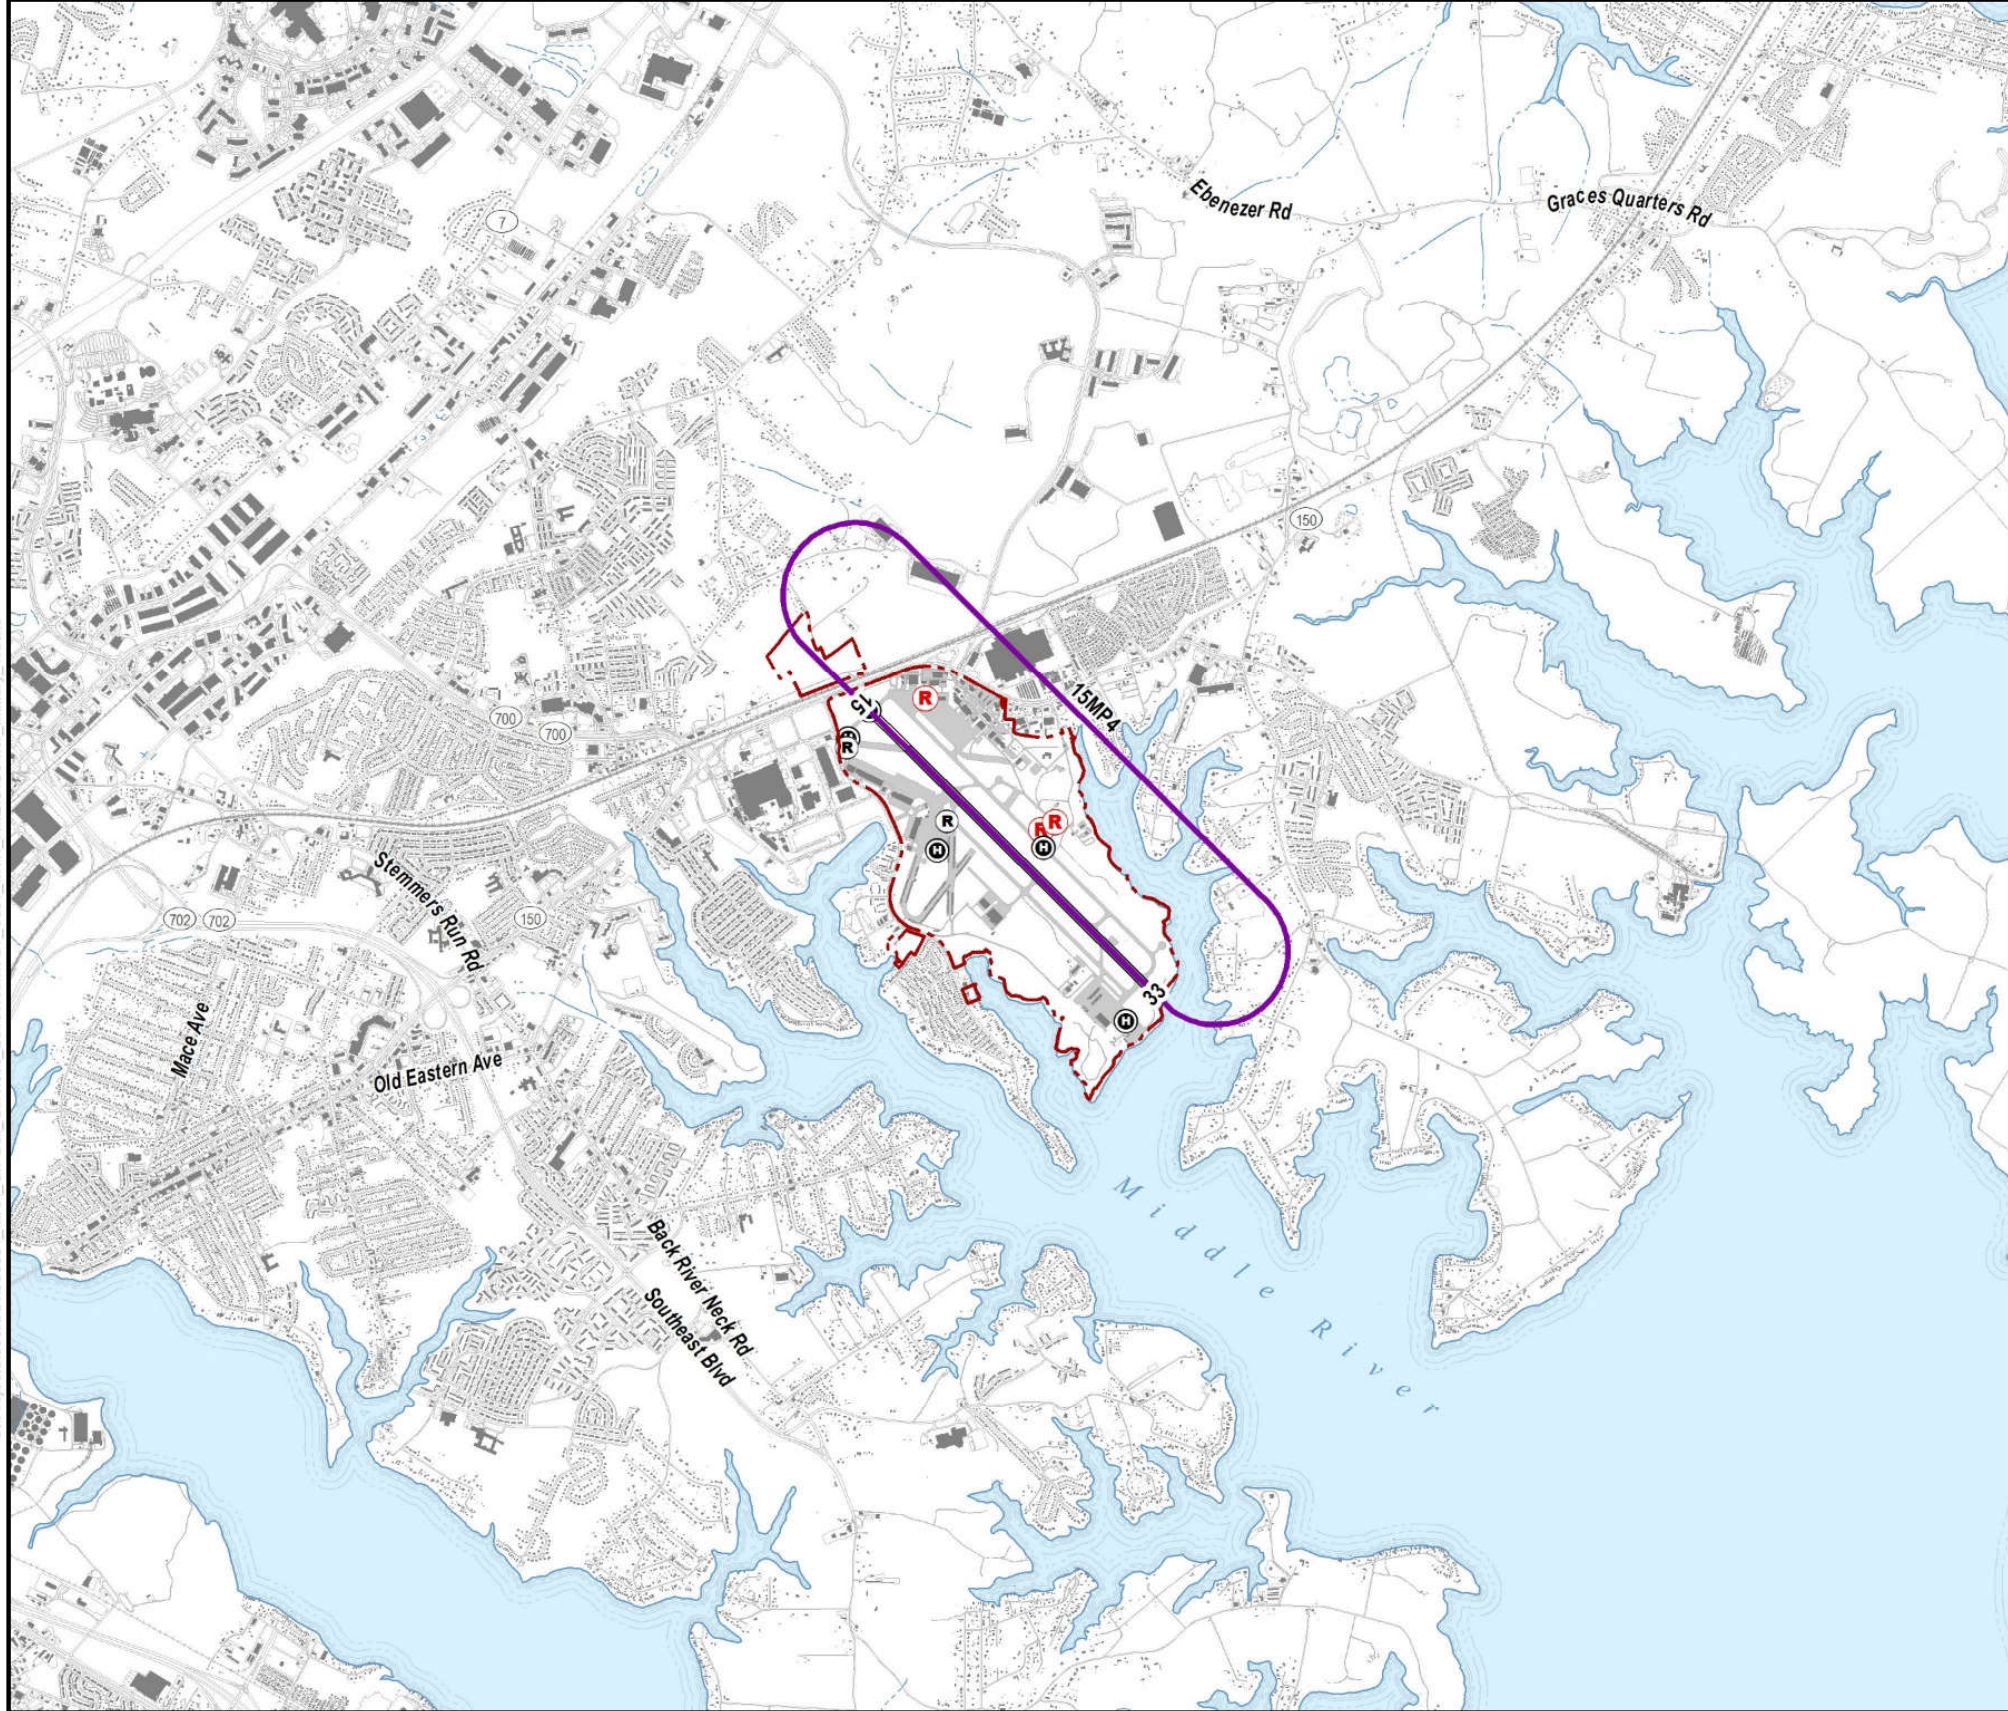 Ebenezer Rd
Graces Quarters Rd
7
150
15MP4
15
R
R
700
700
R
R
R
H
H
Stemmers Run Rd
702
702
150
33
H
Mace Ave
Old Eastern Ave
Middle River
Back River Neck Rd
Southeast Blvd